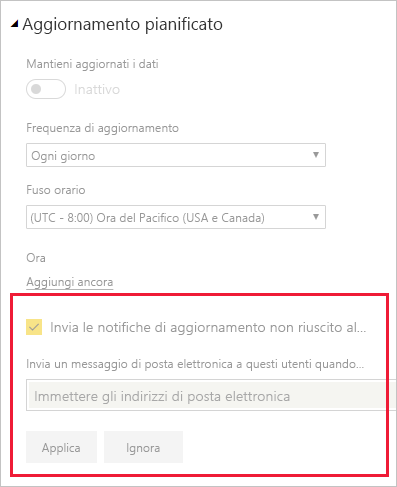 Aggiornamento pianificato
Mantieni aggiornati i dati
Inattivo
Frequenza di aggiornamento
Ogni giorno
Fuso orario
(UTC - 8:00) Ora del Pacifico (USA e Canada)
Ora
Aggiungi ancora
Invia le notifiche di aggiornamento non riuscito al...
Invia un messaggio di posta elettronica a questi utenti quando...
Immettere gli indirizzi di posta elettronica
Applica Ignora